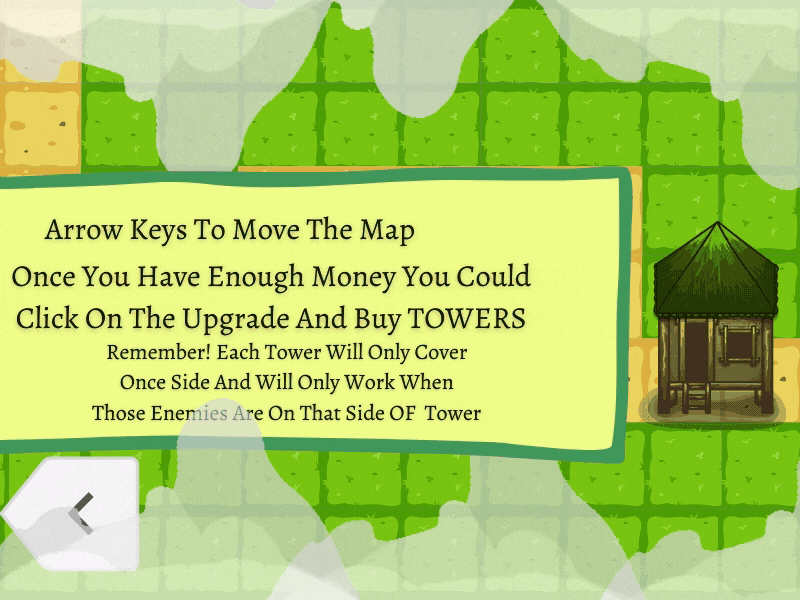 Arrow Keys To Move The Map
Once You Have Enough Money You Could
Click On The Upgrade And Buy TOWERS
Remember! Each Tower Will Only Cover
Once Side And Will Only Work When
Those Enemies Are On That Side OF Tower